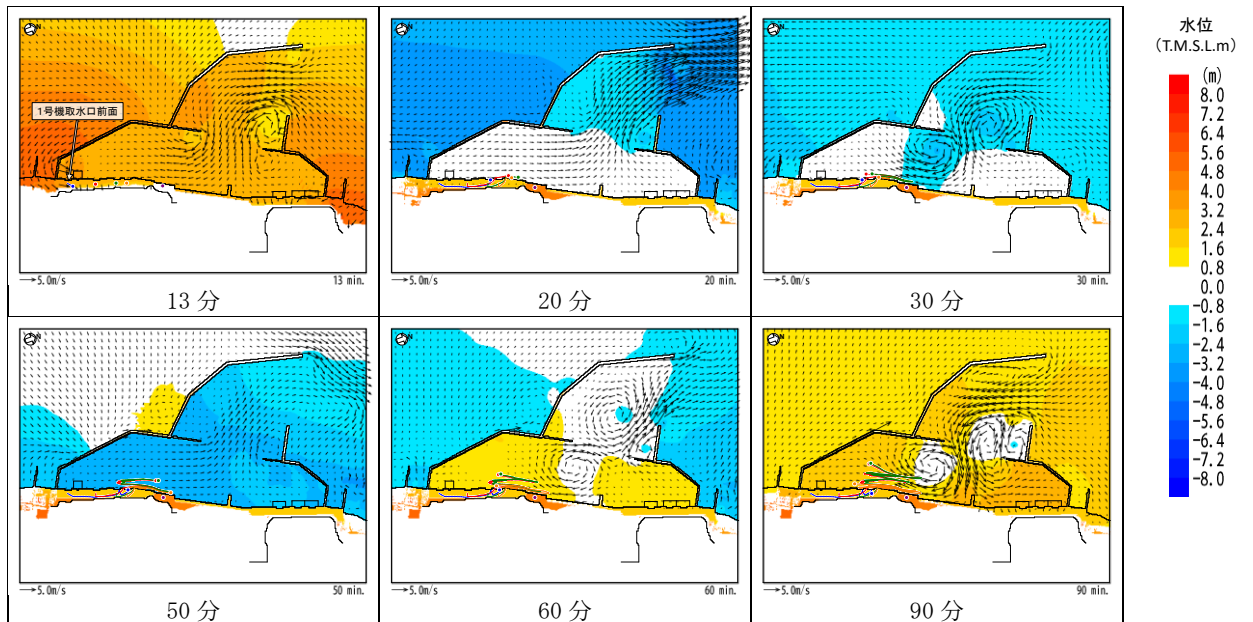 1号機取水口前面
N
5.0m/s
13 min.
13 分
N
5.0m/s
20 min.
20 分
N
5.0m/s
30 min.
30 分
N
5.0m/s
50 min.
50 分
N
5.0m/s
60 min.
60 分
N
5.0m/s
90 min.
90 分
水位
(T.M.S.L.m)
(m)
8.0
7.2
6.4
5.6
4.8
4.0
3.2
2.4
1.6
0.8
0.0
-0.8
-1.6
-2.4
-3.2
-4.0
-4.8
-5.6
-6.4
-7.2
-8.0